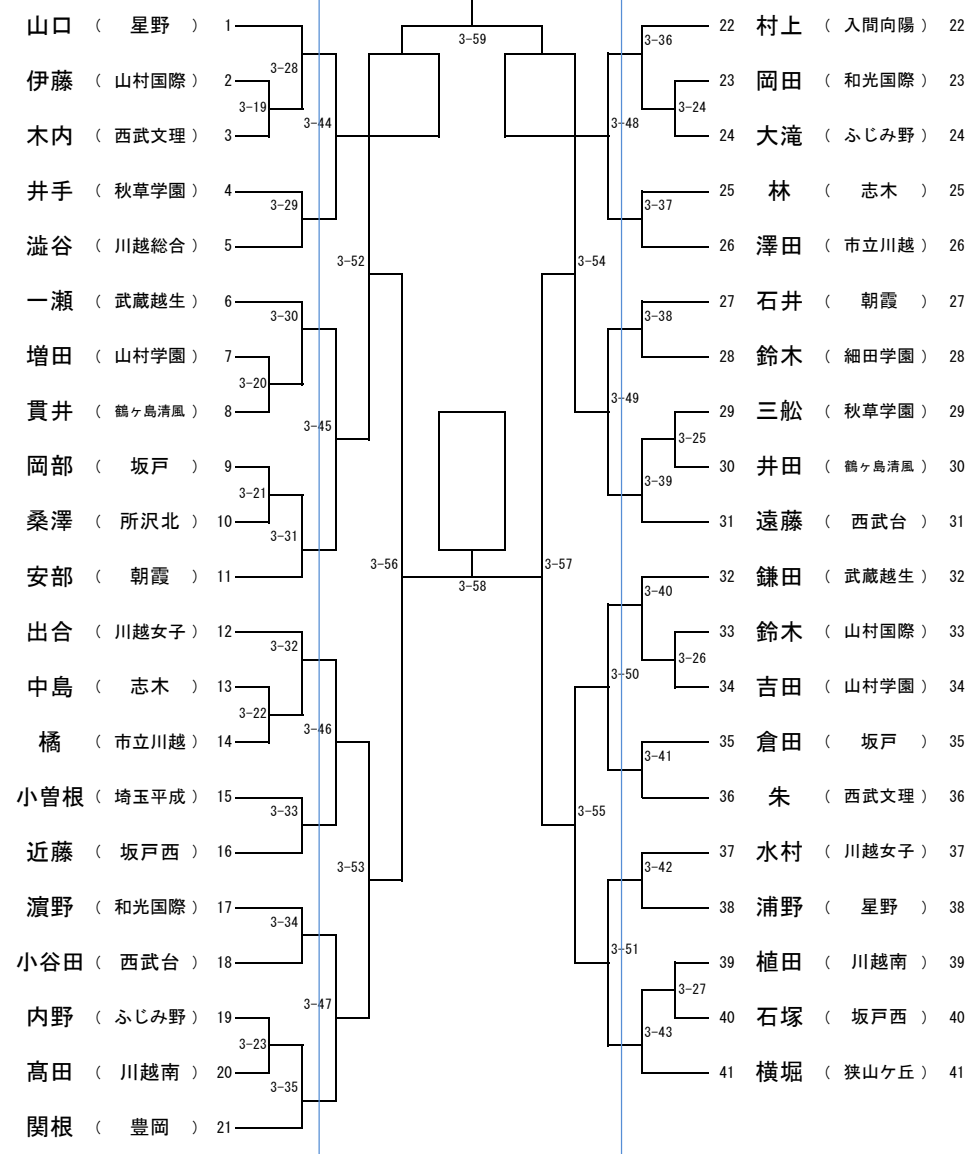 山口 （ 星野 ） 1
伊藤 （ 山村国際 ） 2
木内 （ 西武文理 ） 3
井手 （ 秋草学園 ） 4
澁谷 （ 川越総合 ） 5
一瀬 （ 武蔵越生 ） 6
増田 （ 山村学園 ） 7
貫井 （ 鶴ヶ島清風 ） 8
岡部 （ 坂戸 ） 9
桑澤 （ 所沢北 ） 10
安部 （ 朝霞 ） 11
出合 （ 川越女子 ） 12
中島 （ 志木 ） 13
橘 （ 市立川越 ） 14
小曽根 （ 埼玉平成 ） 15
近藤 （ 坂戸西 ） 16
濵野 （ 和光国際 ） 17
小谷田 （ 西武台 ） 18
内野 （ ふじみ野 ） 19
髙田 （ 川越南 ） 20
関根 （ 豊岡 ） 21
3-19
3-20
3-21
3-22
3-23
3-28
3-29
3-30
3-31
3-32
3-33
3-34
3-35
3-44
3-45
3-46
3-47
3-52
3-53
3-56
3-59
3-58
3-57
3-54
3-55
3-48
3-49
3-50
3-51
3-36
3-37
3-38
3-39
3-40
3-41
3-42
3-43
3-24
3-25
3-26
3-27
22 村上 （ 入間向陽 ） 22
23 岡田 （ 和光国際 ） 23
24 大滝 （ ふじみ野 ） 24
25 林 （ 志木 ） 25
26 澤田 （ 市立川越 ） 26
27 石井 （ 朝霞 ） 27
28 鈴木 （ 細田学園 ） 28
29 三舩 （ 秋草学園 ） 29
30 井田 （ 鶴ヶ島清風 ） 30
31 遠藤 （ 西武台 ） 31
32 鎌田 （ 武蔵越生 ） 32
33 鈴木 （ 山村国際 ） 33
34 吉田 （ 山村学園 ） 34
35 倉田 （ 坂戸 ） 35
36 朱 （ 西武文理 ） 36
37 水村 （ 川越女子 ） 37
38 浦野 （ 星野 ） 38
39 植田 （ 川越南 ） 39
40 石塚 （ 坂戸西 ） 40
41 横堀 （ 狭山ケ丘 ） 41